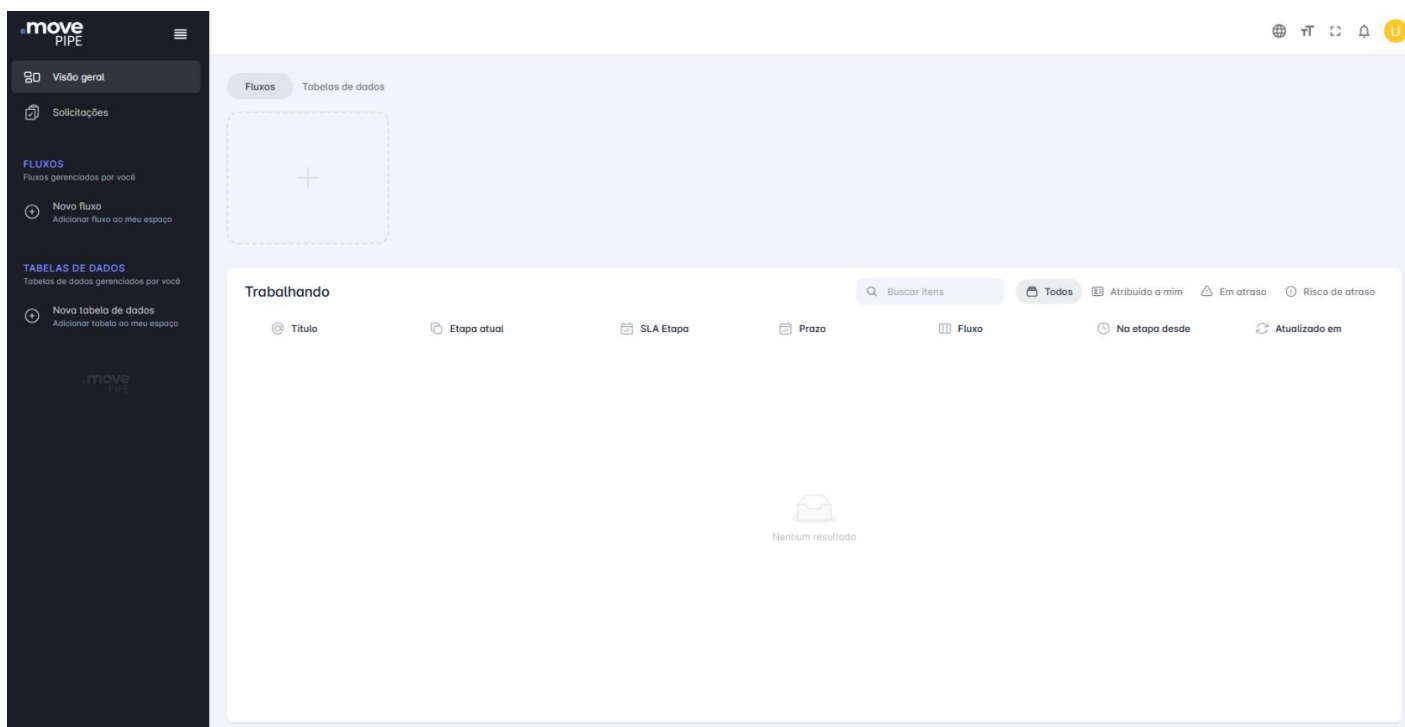 .move
PIPE
Visão geral
Solicitações
FLUXOS
Fluxos gerenciados por você
Novo fluxo
Adicionar fluxo ao meu espaço
TABELAS DE DADOS
Tabelas de dados gerenciados por você
Nova tabela de dados
Adicionar tabela ao meu espaço
.move
PIPE
U
Fluxos Tabelas de dados
Trabalhando
Buscar itens Todos Atribuído a mim Em atraso Risco de atraso
Título Etapa atual SLA Etapa Prazo Fluxo Na etapa desde Atualizado em
Nenhum resultado